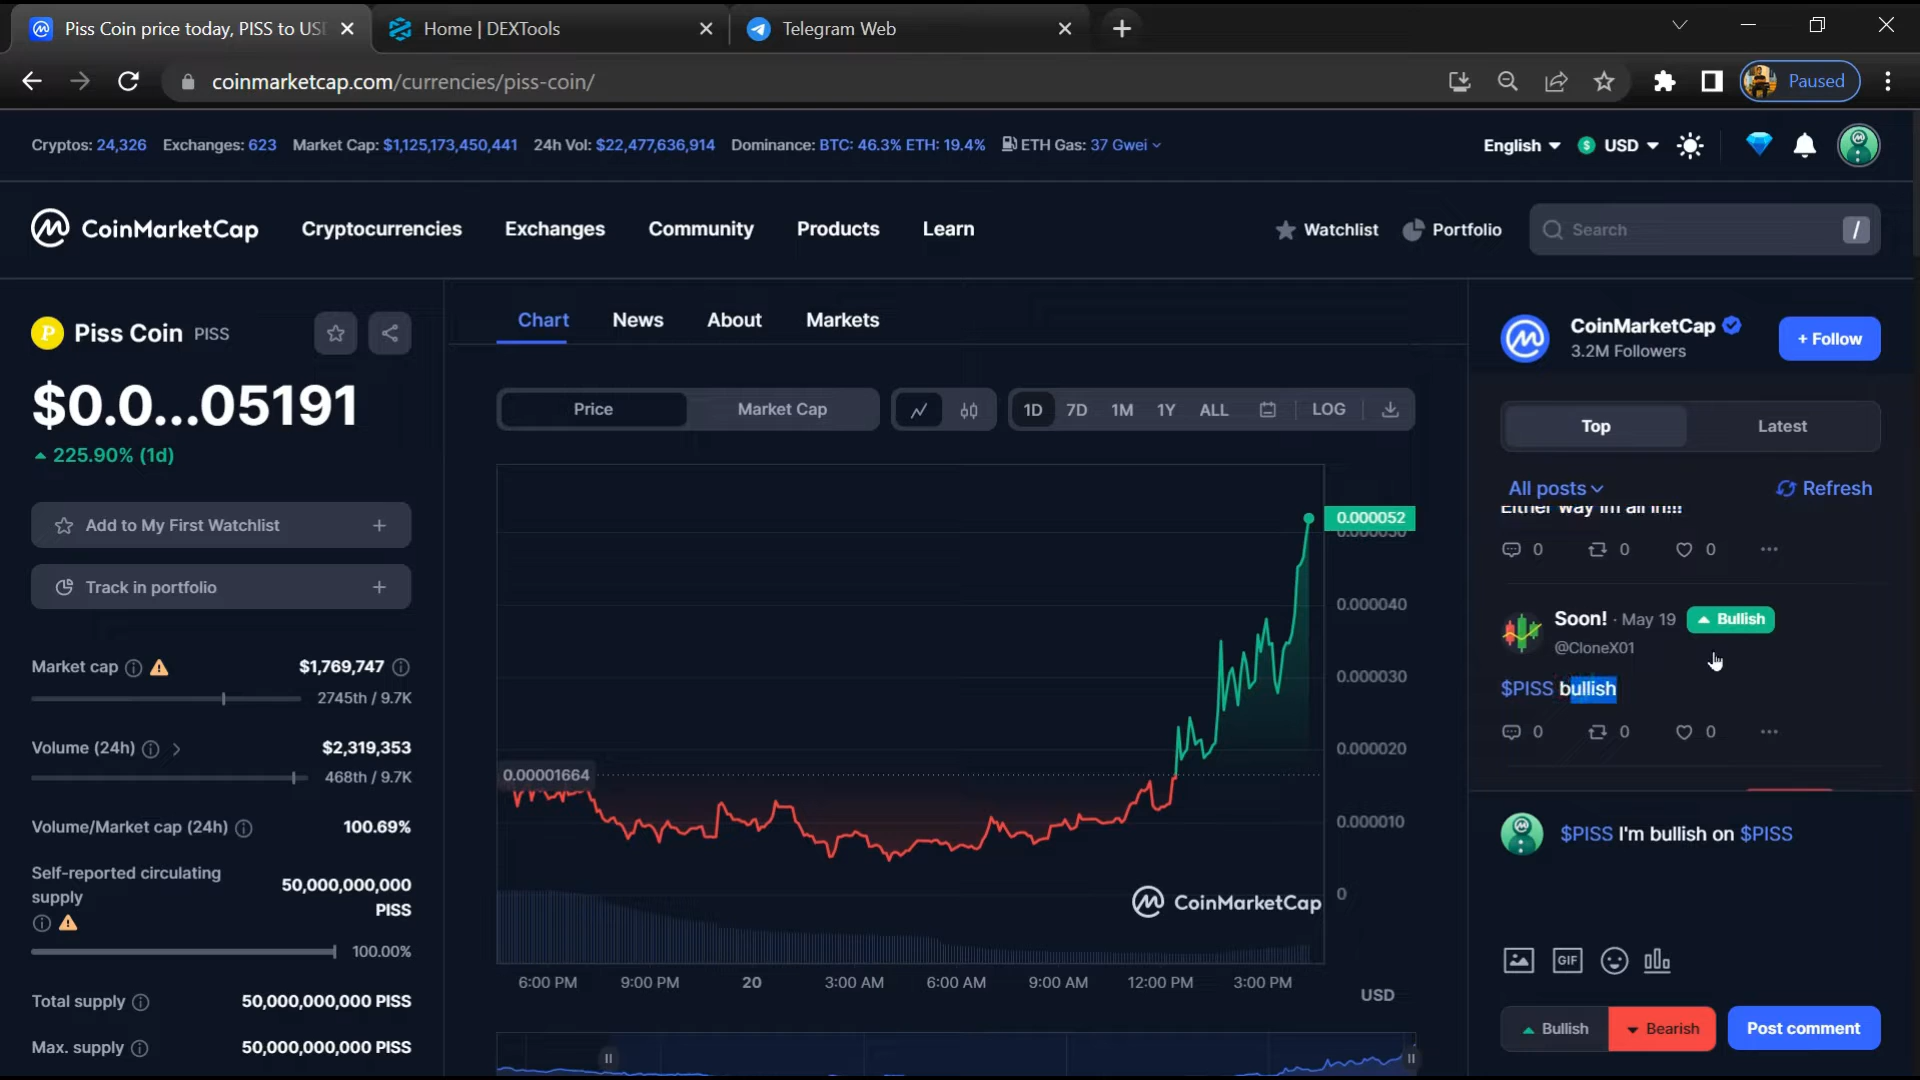 Piss Coin price today, PISS to US
Home | DEXTools
Telegram Web
coinmarketcap.com/currencies/piss-coin/
Paused
Cryptos: 24,326 Exchanges: 623 Market Cap: $1,125,173,450,441 24h Vol: $22,477,636,914 Dominance: BTC: 46.3% ETH: 19.4% ETH Gas: 37 Gwei
English USD
CoinMarketCap Cryptocurrencies Exchanges Community Products Learn
Watchlist Portfolio Search /
Piss Coin PISS
$0.0...05191
225.90% (1d)
Add to My First Watchlist +
Track in portfolio +
Market cap $1,769,747
2745th / 9.7K
Volume (24h) $2,319,353
468th / 9.7K
Volume/Market cap (24h) 100.69%
Self-reported circulating
supply
50,000,000,000
PISS
100.00%
Total supply 50,000,000,000 PISS
Max. supply 50,000,000,000 PISS
Chart News About Markets
Price Market Cap
1D 7D 1M 1Y ALL LOG
0.000052
0.000050
0.000040
0.000030
0.000020
0.00001664
0.000010
0
CoinMarketCap
6:00 PM 9:00 PM 20 3:00 AM 6:00 AM 9:00 AM 12:00 PM 3:00 PM
USD
CoinMarketCap
3.2M Followers
+ Follow
Top Latest
All posts Refresh
Either way im all in!!!
0 0 0
Soon! · May 19 Bullish
@CloneX01
$PISS bullish
0 0 0
$PISS I'm bullish on $PISS
GIF
Bullish Bearish Post comment